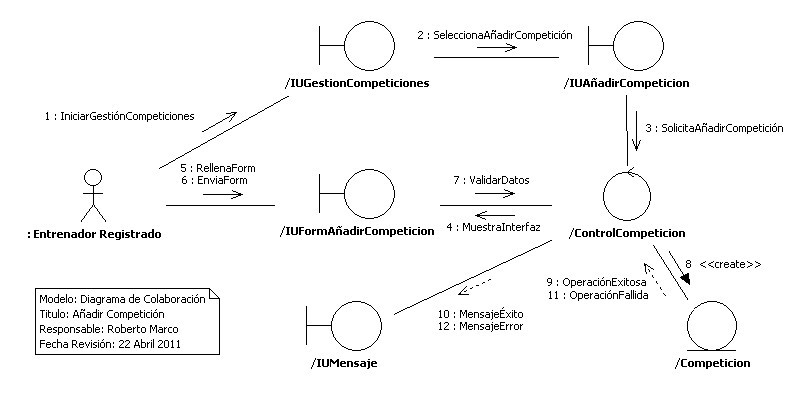 2 : SeleccionaAñadirCompetición
/IUGestionCompeticiones
/IUAñadirCompeticion
1 : IniciarGestiónCompeticiones
3 : SolicitaAñadirCompetición
5 : RellenaForm
6 : EnviaForm
7 : ValidarDatos
4 : MuestraInterfaz
: Entrenador Registrado
/IUFormAñadirCompeticion
/ControlCompeticion
8 <<create>>
9 : OperaciónExitosa
11 : OperaciónFallida
10 : MensajeÉxito
12 : MensajeError
/IUMensaje
/Competicion
Modelo: Diagrama de Colaboración
Titulo: Añadir Competición
Responsable: Roberto Marco
Fecha Revisión: 22 Abril 2011